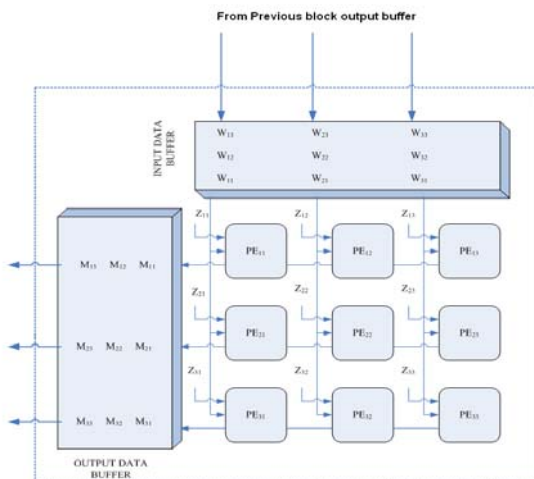 From Previous block output buffer
INPUT DATA
BUFFER
W₁₃ W₂₃ W₃₃
W₁₂ W₂₂ W₃₂
W₁₁ W₂₁ W₃₁
Z₁₁ Z₁₂ Z₁₃
PE₁₁ PE₁₂ PE₁₃
M₁₃ M₁₂ M₁₁
Z₂₁ Z₂₂ Z₂₃
PE₂₁ PE₂₂ PE₂₃
M₂₃ M₂₂ M₂₁
Z₃₁ Z₃₂ Z₃₃
PE₃₁ PE₃₂ PE₃₃
M₃₃ M₃₂ M₃₁
OUTPUT DATA
BUFFER